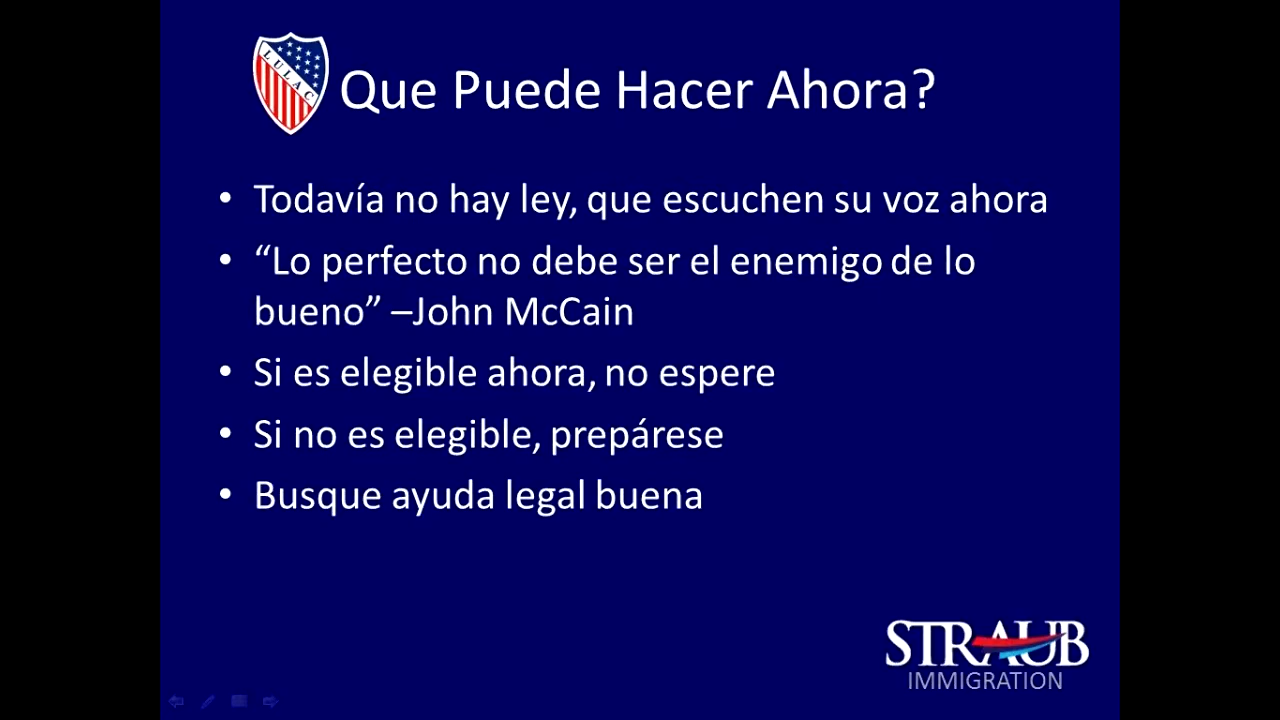 LULAC
Que Puede Hacer Ahora?
• Todavía no hay ley, que escuchen su voz ahora
• “Lo perfecto no debe ser el enemigo de lo
bueno” –John McCain
• Si es elegible ahora, no espere
• Si no es elegible, prepárese
• Busque ayuda legal buena
STRAUB
IMMIGRATION